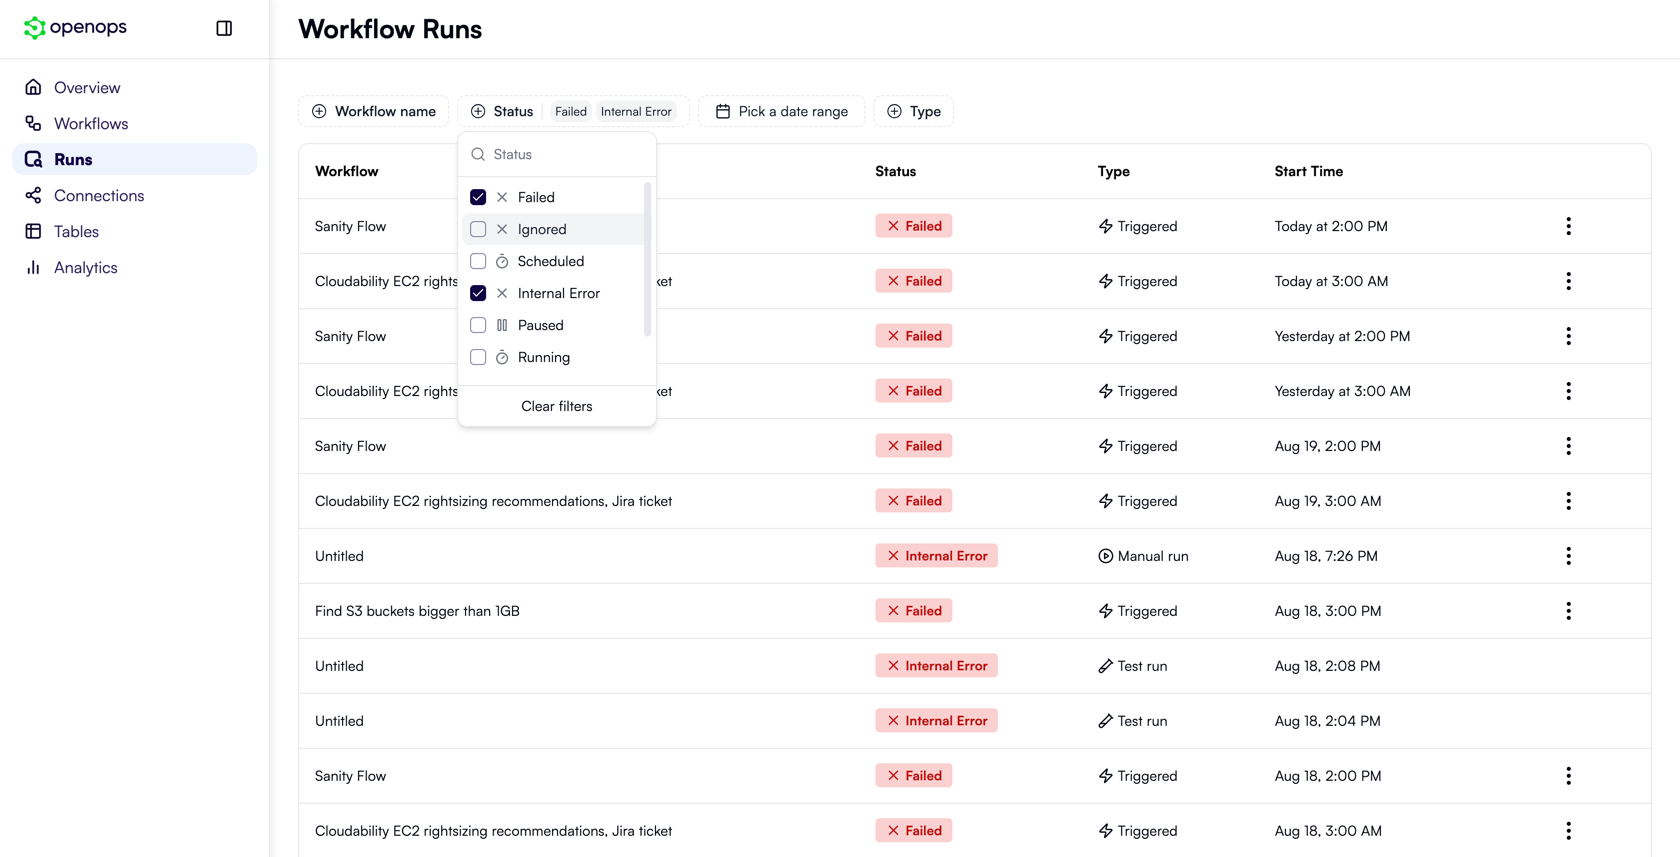 openops
Workflow Runs
Overview
Workflows
Runs
Connections
Tables
Analytics
Workflow name
Status Failed Internal Error
Pick a date range
Type
Status
Failed
Ignored
Scheduled
Internal Error
Paused
Running
Clear filters
Workflow Status Type Start Time
Sanity Flow Failed Triggered Today at 2:00 PM
Cloudability EC2 rights ket Failed Triggered Today at 3:00 AM
Sanity Flow Failed Triggered Yesterday at 2:00 PM
Cloudability EC2 rights ket Failed Triggered Yesterday at 3:00 AM
Sanity Flow Failed Triggered Aug 19, 2:00 PM
Cloudability EC2 rightsizing recommendations, Jira ticket Failed Triggered Aug 19, 3:00 AM
Untitled Internal Error Manual run Aug 18, 7:26 PM
Find S3 buckets bigger than 1GB Failed Triggered Aug 18, 3:00 PM
Untitled Internal Error Test run Aug 18, 2:08 PM
Untitled Internal Error Test run Aug 18, 2:04 PM
Sanity Flow Failed Triggered Aug 18, 2:00 PM
Cloudability EC2 rightsizing recommendations, Jira ticket Failed Triggered Aug 18, 3:00 AM